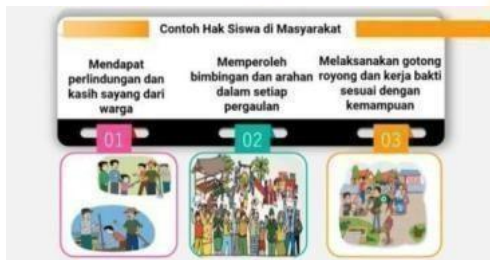 Contoh Hak Siswa di Masyarakat
Mendapat
perlindungan dan
kasih sayang dari
warga
Memperoleh
bimbingan dan arahan
dalam setiap
pergaulan
Melaksanakan gotong
royong dan kerja bakti
sesuai dengan
kemampuan
01
02
03